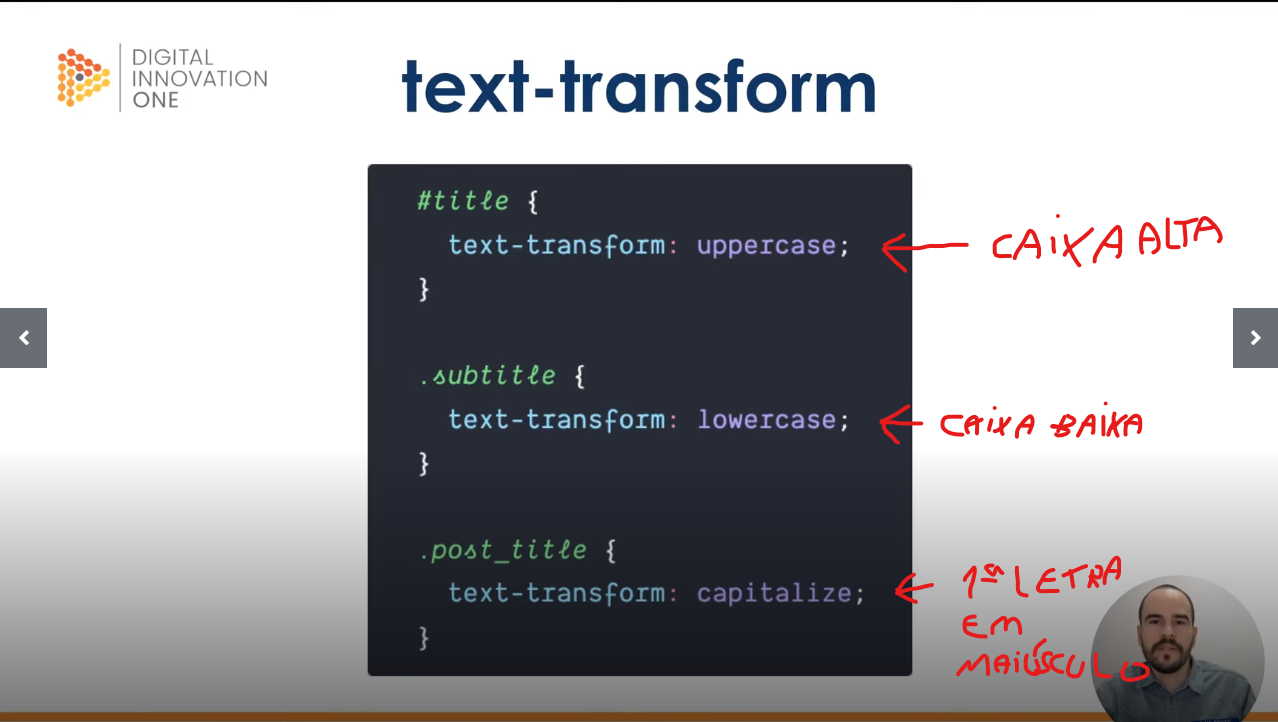 DIGITAL
INNOVATION
ONE
text-transform
#title {
text-transform: uppercase;
}
CAIXA ALTA
.subtitle {
text-transform: lowercase;
}
CAIXA BAIXA
.post_title {
text-transform: capitalize;
}
1ª LETRA
EM
MAIÚSCULO